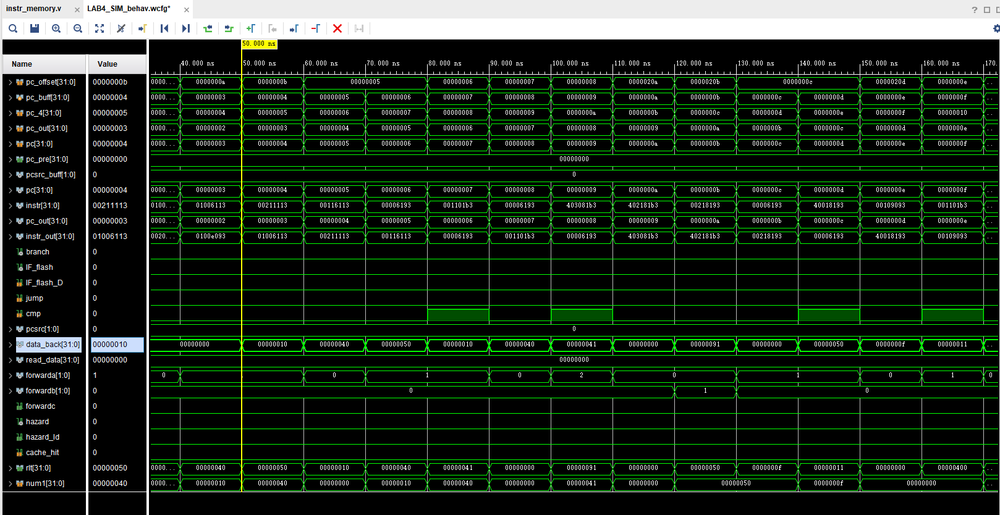 instr_memory.v × LAB4_SIM_behav.wcfg* ×
50.000 ns
Name Value
40.000 ns 50.000 ns 60.000 ns 70.000 ns 80.000 ns 90.000 ns 100.000 ns 110.000 ns 120.000 ns 130.000 ns 140.000 ns 150.000 ns 160.000 ns 170.
pc_offset[31:0] 0000000b 0000... 0000000a 0000000b 00000005 00000006 00000007 00000008 0000020a 0000020b 0000000c 0000020d 0000000e ..
pc_buff[31:0] 00000004 0000... 00000003 00000004 00000005 00000006 00000007 00000008 00000009 0000000a 0000000b 0000000c 0000000d 0000000e 0000000f ..
pc_4[31:0] 00000005 0000... 00000004 00000005 00000006 00000007 00000008 00000009 0000000a 0000000b 0000000c 0000000d 0000000e 0000000f 00000010 ..
pc_out[31:0] 00000003 0000... 00000002 00000003 00000004 00000005 00000006 00000007 00000008 00000009 0000000a 0000000b 0000000c 0000000d 0000000e ..
pc[31:0] 00000004 0000... 00000003 00000004 00000005 00000006 00000007 00000008 00000009 0000000a 0000000b 0000000c 0000000d 0000000e 0000000f ..
pc_pre[31:0] 00000000 00000000
pcsrc_buff[1:0] 0 0
pc[31:0] 00000004 0000... 00000003 00000004 00000005 00000006 00000007 00000008 00000009 0000000a 0000000b 0000000c 0000000d 0000000e 0000000f ..
instr[31:0] 00211113 0100... 01006113 00211113 00116113 00006193 001101b3 00006193 403081b3 402181b3 00218193 00006193 40018193 00109093 001101b3 ..
pc_out[31:0] 00000003 0000... 00000002 00000003 00000004 00000005 00000006 00000007 00000008 00000009 0000000a 0000000b 0000000c 0000000d 0000000e ..
instr_out[31:0] 01006113 0020... 0100e093 01006113 00211113 00116113 00006193 001101b3 00006193 403081b3 402181b3 00218193 00006193 40018193 00109093 ..
branch 0
IF_flash 0
IF_flash_D 0
jump 0
cmp 0
pcsrc[1:0] 0 0
data_back[31:0] 00000010 00000000 00000010 00000040 00000050 00000010 00000040 00000041 00000000 00000091 00000000 00000050 0000000f 00000011 ..
read_data[31:0] 00000000 00000000
forwarda[1:0] 1 0 0 1 0 2 0 1 0 1 0
forwardb[1:0] 0 0 1 0
forwardc 0
hazard 0
hazard_ld 0
cache_hit 0
rlt[31:0] 00000050 0000... 00000040 00000050 00000010 00000040 00000041 00000000 00000091 00000000 00000050 0000000f 00000011 00000000 00000400 ..
num1[31:0] 00000040 0000... 00000010 00000040 00000000 00000010 00000040 00000000 00000041 00000000 00000050 0000000f 00000000 ..